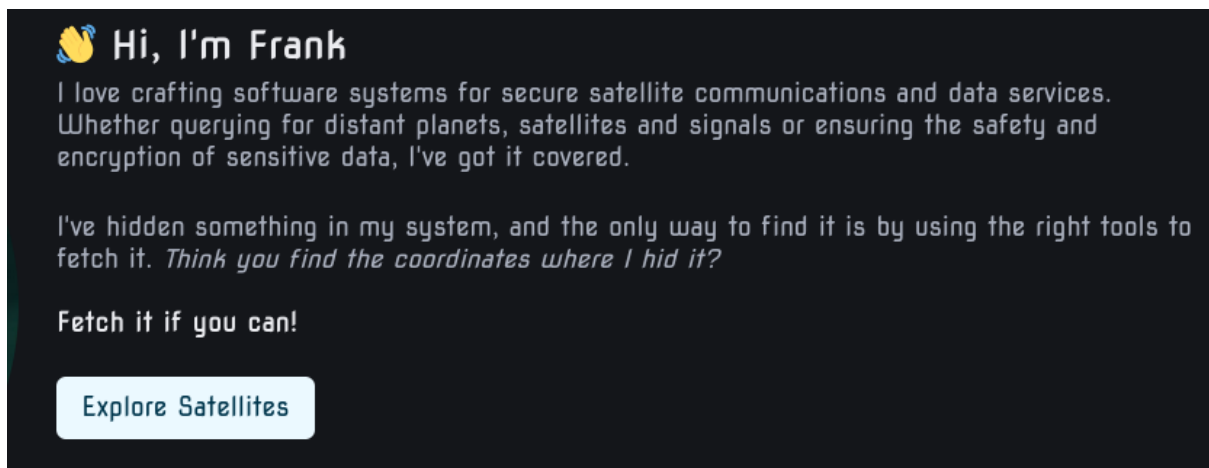 👋 Hi, I'm Frank
I love crafting software systems for secure satellite communications and data services.
Whether querying for distant planets, satellites and signals or ensuring the safety and
encryption of sensitive data, I've got it covered.
I've hidden something in my system, and the only way to find it is by using the right tools to
fetch it. Think you find the coordinates where I hid it?
Fetch it if you can!
Explore Satellites